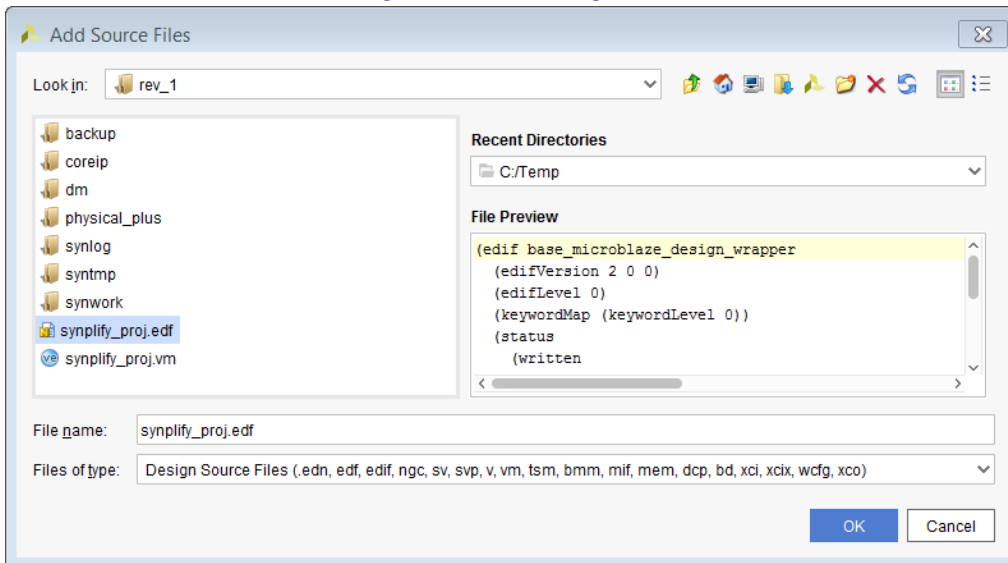 Add Source Files
Look in: rev_1
backup
coreip
dm
physical_plus
synlog
syntmp
synwork
synplify_proj.edf
synplify_proj.vm
Recent Directories
C:/Temp
File Preview
(edif base_microblaze_design_wrapper
(edifVersion 2 0 0)
(edifLevel 0)
(keywordMap (keywordLevel 0))
(status
(written
File name: synplify_proj.edf
Files of type: Design Source Files (.edn, edf, edif, ngc, sv, svp, v, vm, tsm, bmm, mif, mem, dcp, bd, xci, xcix, wcfg, xco)
OK Cancel